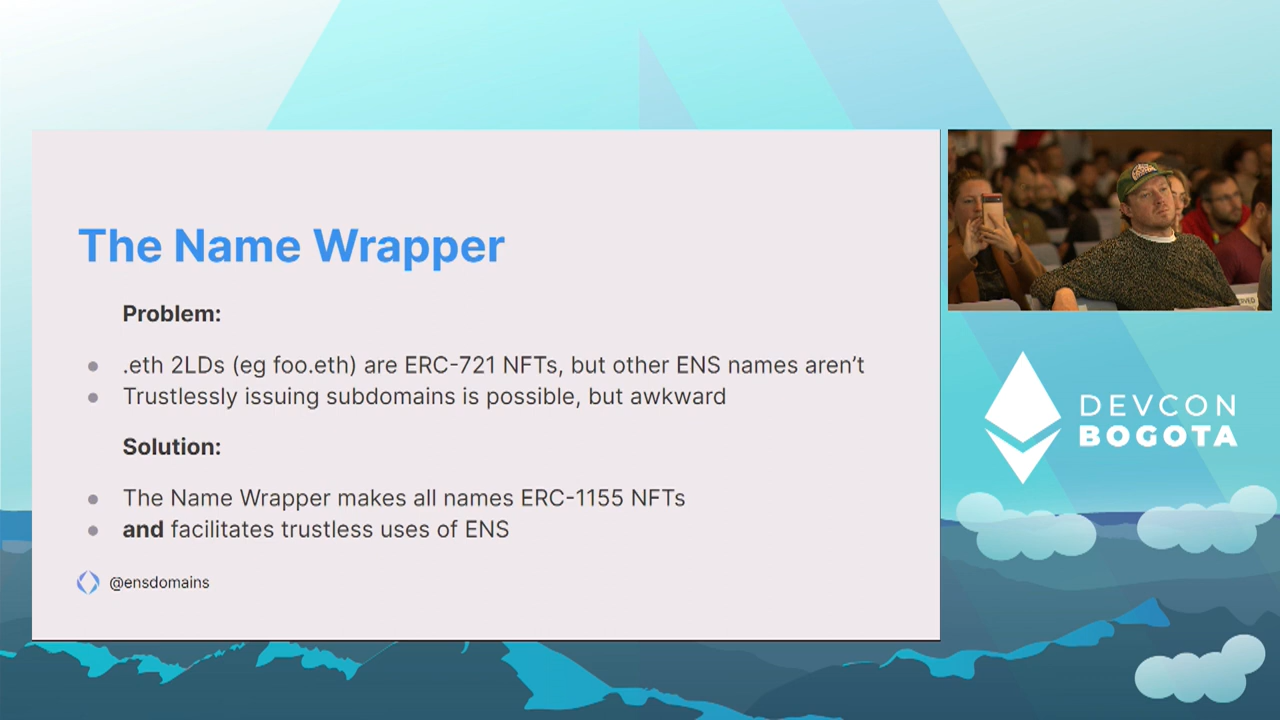 The Name Wrapper
Problem:
.eth 2LDs (eg foo.eth) are ERC-721 NFTs, but other ENS names aren’t
Trustlessly issuing subdomains is possible, but awkward
Solution:
The Name Wrapper makes all names ERC-1155 NFTs
and facilitates trustless uses of ENS
@ensdomains
DEVCON
BOGOTA